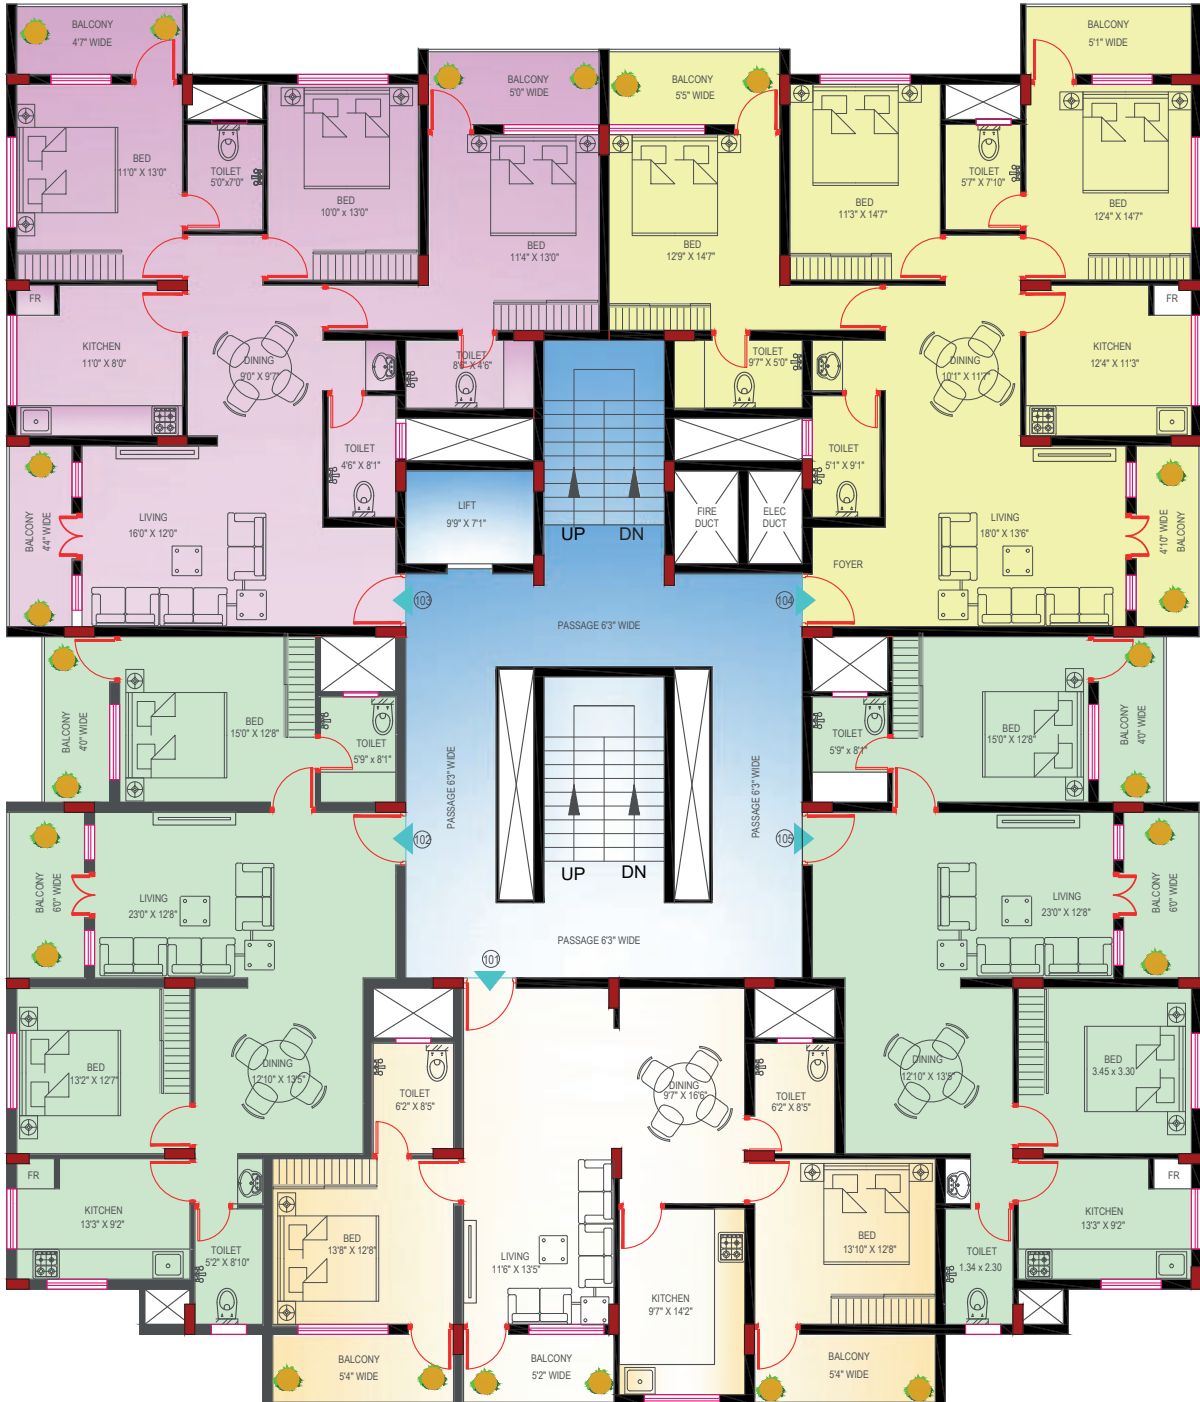 BALCONY
4'7" WIDE
BALCONY
5'0" WIDE
BALCONY
5'5" WIDE
BALCONY
5'1" WIDE
BED
11'0" X 13'0"
TOILET
5'0"x7'0"
BED
10'0" x 13'0"
BED
11'4" X 13'0"
BED
12'9" X 14'7"
BED
11'3" X 14'7"
TOILET
5'7" X 7'10"
BED
12'4" X 14'7"
FR
KITCHEN
11'0" X 8'0"
DINING
9'0" X 9'7"
TOILET
8'0" X 4'6"
TOILET
9'7" X 5'0"
DINING
10'1" X 11'7"
FR
KITCHEN
12'4" X 11'3"
TOILET
4'6" X 8'1"
TOILET
5'1" X 9'1"
BALCONY
4'4" WIDE
LIVING
16'0" X 12'0"
LIFT
9'9" X 7'1"
UP
DN
FIRE
DUCT
ELEC
DUCT
FOYER
LIVING
18'0" X 13'6"
4'10" WIDE
BALCONY
103
104
PASSAGE 6'3" WIDE
BALCONY
4'0" WIDE
BED
15'0" X 12'8"
TOILET
5'9" x 8'1"
PASSAGE 6'3" WIDE
PASSAGE 6'3" WIDE
TOILET
5'9" x 8'1"
BED
15'0" X 12'8"
BALCONY
4'0" WIDE
102
105
UP
DN
BALCONY
6'0" WIDE
LIVING
23'0" X 12'8"
PASSAGE 6'3" WIDE
LIVING
23'0" X 12'8"
BALCONY
6'0" WIDE
101
BED
13'2" X 12'7"
DINING
12'10" X 13'5"
TOILET
6'2" X 8'5"
DINING
9'7" X 16'6"
TOILET
6'2" X 8'5"
DINING
12'10" X 13'5"
BED
3.45 x 3.30
FR
KITCHEN
13'3" X 9'2"
TOILET
5'2" X 8'10"
BED
13'8" X 12'8"
LIVING
11'6" X 13'5"
KITCHEN
9'7" X 14'2"
BED
13'10" X 12'8"
TOILET
1.34 x 2.30
KITCHEN
13'3" X 9'2"
FR
BALCONY
5'4" WIDE
BALCONY
5'2" WIDE
BALCONY
5'4" WIDE